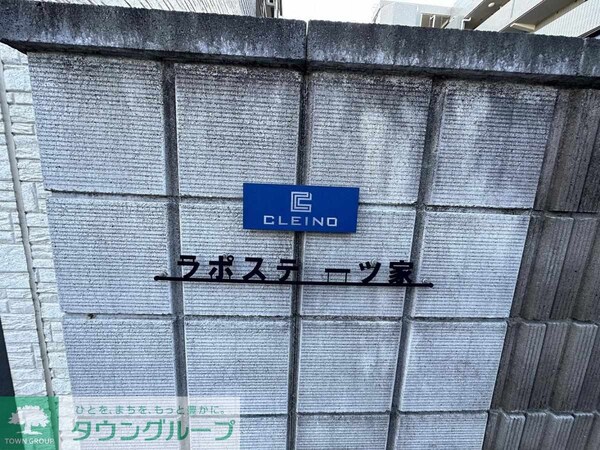 CLEINO
ラポステーツ家
ひとを、まちを、もっと豊かに。
タウングループ
TOWN GROUP